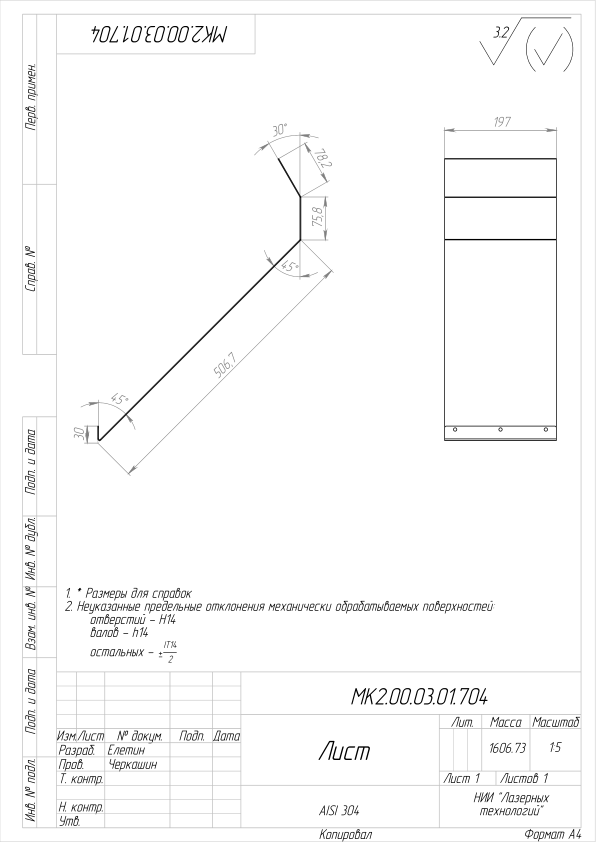 МК2.00.03.01.704
3.2
Перв. примен.
Справ. №
Подп. и дата
Инв. № дубл.
Взам. инв. №
Подп. и дата
Инв. № подл.
30°
78,2
75,8
45°
506,7
45°
30
197
1. * Размеры для справок
2. Неуказанные предельные отклонения механически обрабатываемых поверхностей:
отверстий – H14
валов – h14
остальных – ± IT14/2
МК2.00.03.01.704
Изм. Лист № докум. Подп. Дата
Разраб. Елетин
Пров. Черкашин
Т. контр.
Н. контр.
Утв.
Лист
Лит. Масса Масштаб
1606.73 1:5
Лист 1 Листов 1
AISI 304
НИИ "Лазерных
технологий"
Копировал Формат А4